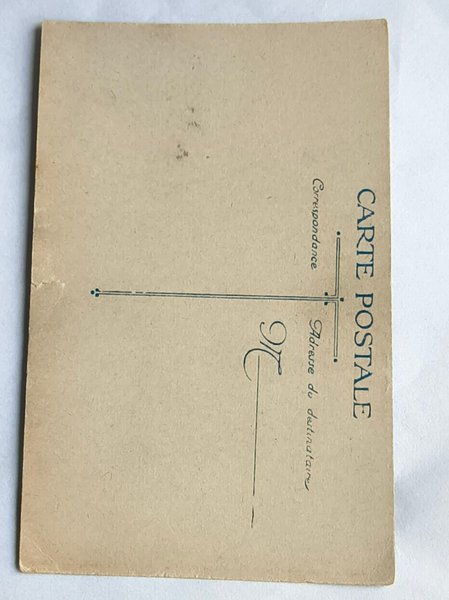 CARTE POSTALE
Correspondance
Adresse du destinataire
M